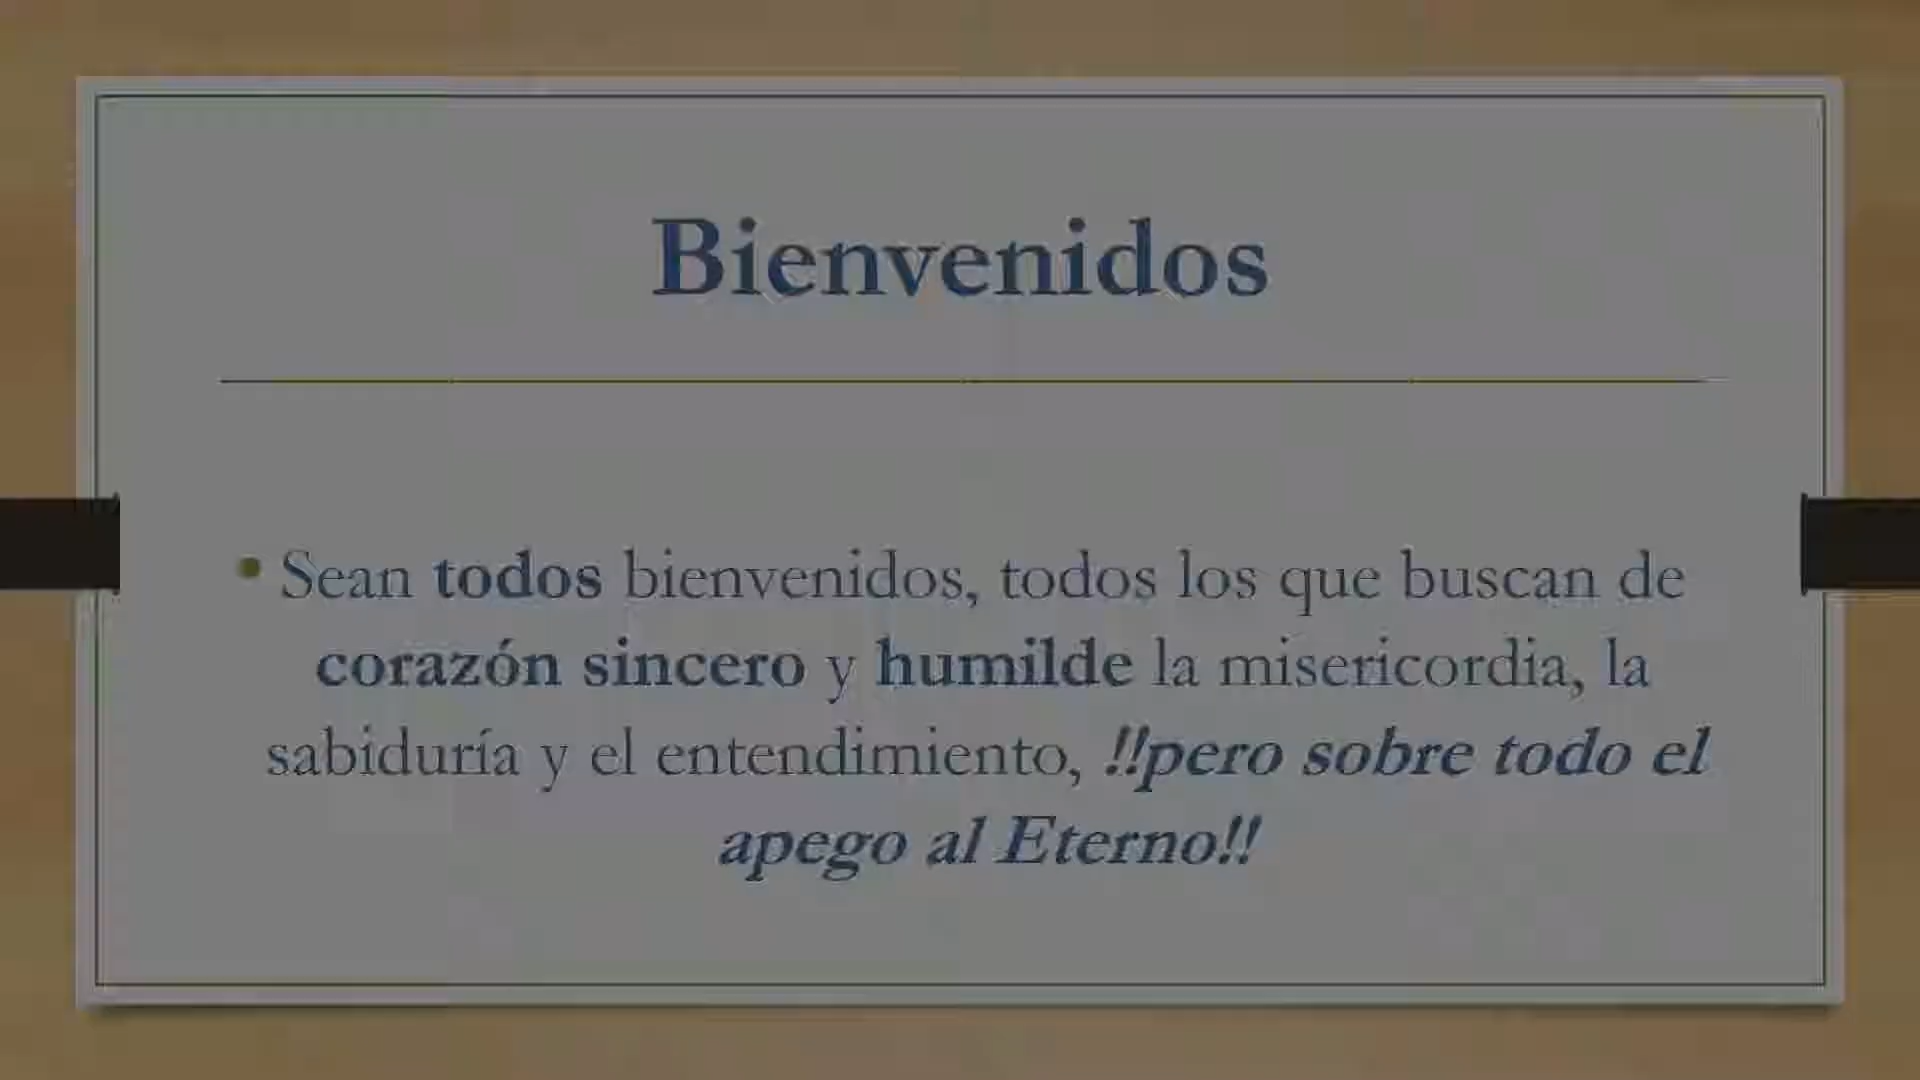 Bienvenidos
• Sean todos bienvenidos, todos los que buscan de
corazón sincero y humilde la misericordia, la
sabiduría y el entendimiento, !!pero sobre todo el
apego al Eterno!!